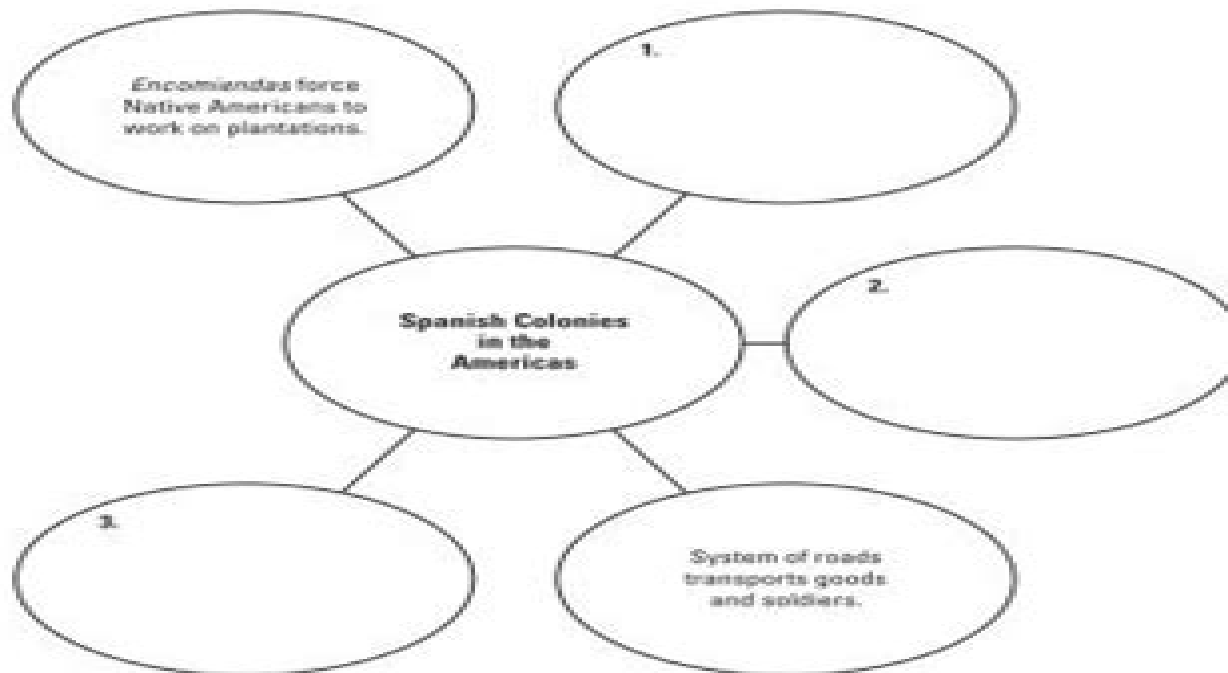 Encomiendas force
Native Americans to
work on plantations.
1.
Spanish Colonies
in the
Americas
2.
3.
System of roads
transports goods
and soldiers.